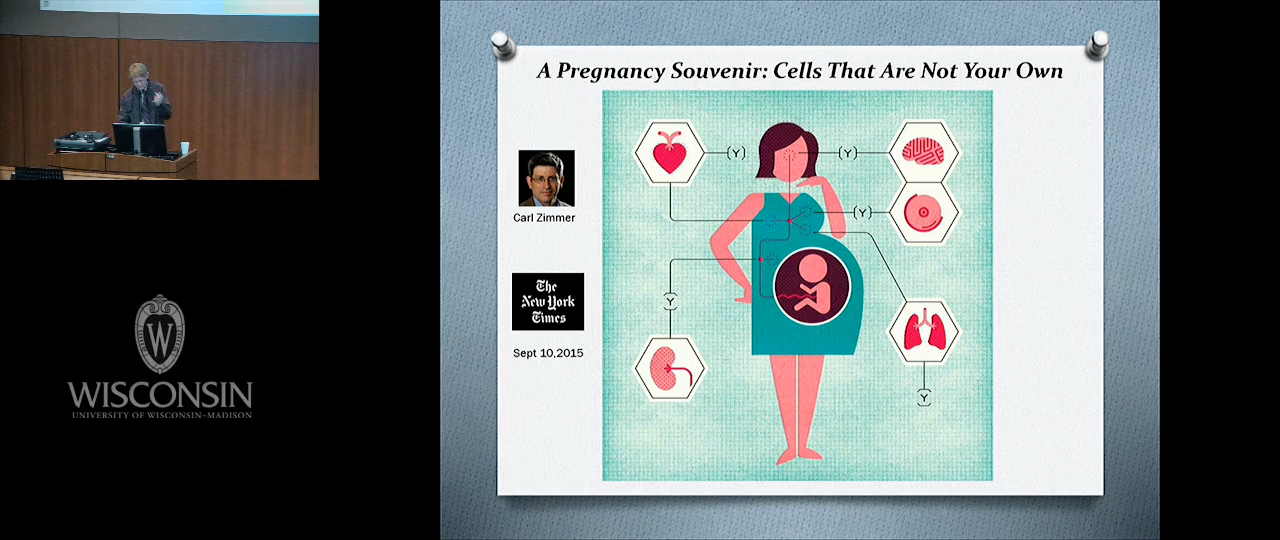 A Pregnancy Souvenir: Cells That Are Not Your Own
(Y)
(Y)
(Y)
Carl Zimmer
The
New York
Times
(Y)
Sept 10,2015
(Y)
W
WISCONSIN
UNIVERSITY OF WISCONSIN–MADISON